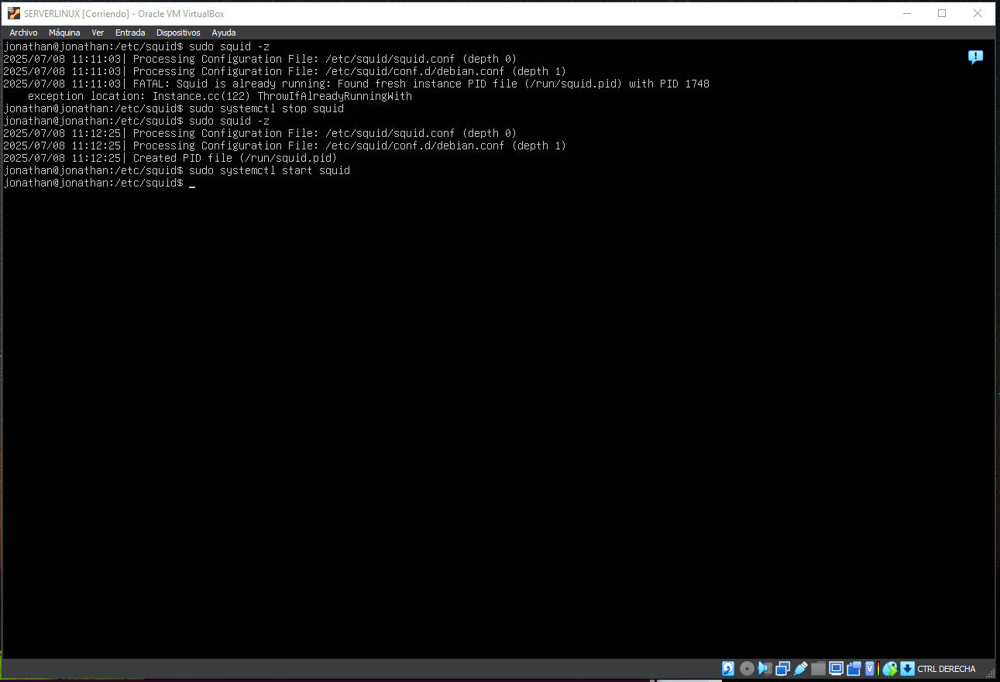 SERVERLINUX [Corriendo] - Oracle VM VirtualBox
Archivo Máquina Ver Entrada Dispositivos Ayuda
jonathan@jonathan:/etc/squid$ sudo squid -z
2025/07/08 11:11:03| Processing Configuration File: /etc/squid/squid.conf (depth 0)
2025/07/08 11:11:03| Processing Configuration File: /etc/squid/conf.d/debian.conf (depth 1)
2025/07/08 11:11:03| FATAL: Squid is already running: Found fresh instance PID file (/run/squid.pid) with PID 1748
    exception location: Instance.cc(122) ThrowIfAlreadyRunningWith
jonathan@jonathan:/etc/squid$ sudo systemctl stop squid
jonathan@jonathan:/etc/squid$ sudo squid -z
2025/07/08 11:12:25| Processing Configuration File: /etc/squid/squid.conf (depth 0)
2025/07/08 11:12:25| Processing Configuration File: /etc/squid/conf.d/debian.conf (depth 1)
2025/07/08 11:12:25| Created PID file (/run/squid.pid)
jonathan@jonathan:/etc/squid$ sudo systemctl start squid
jonathan@jonathan:/etc/squid$ _
CTRL DERECHA